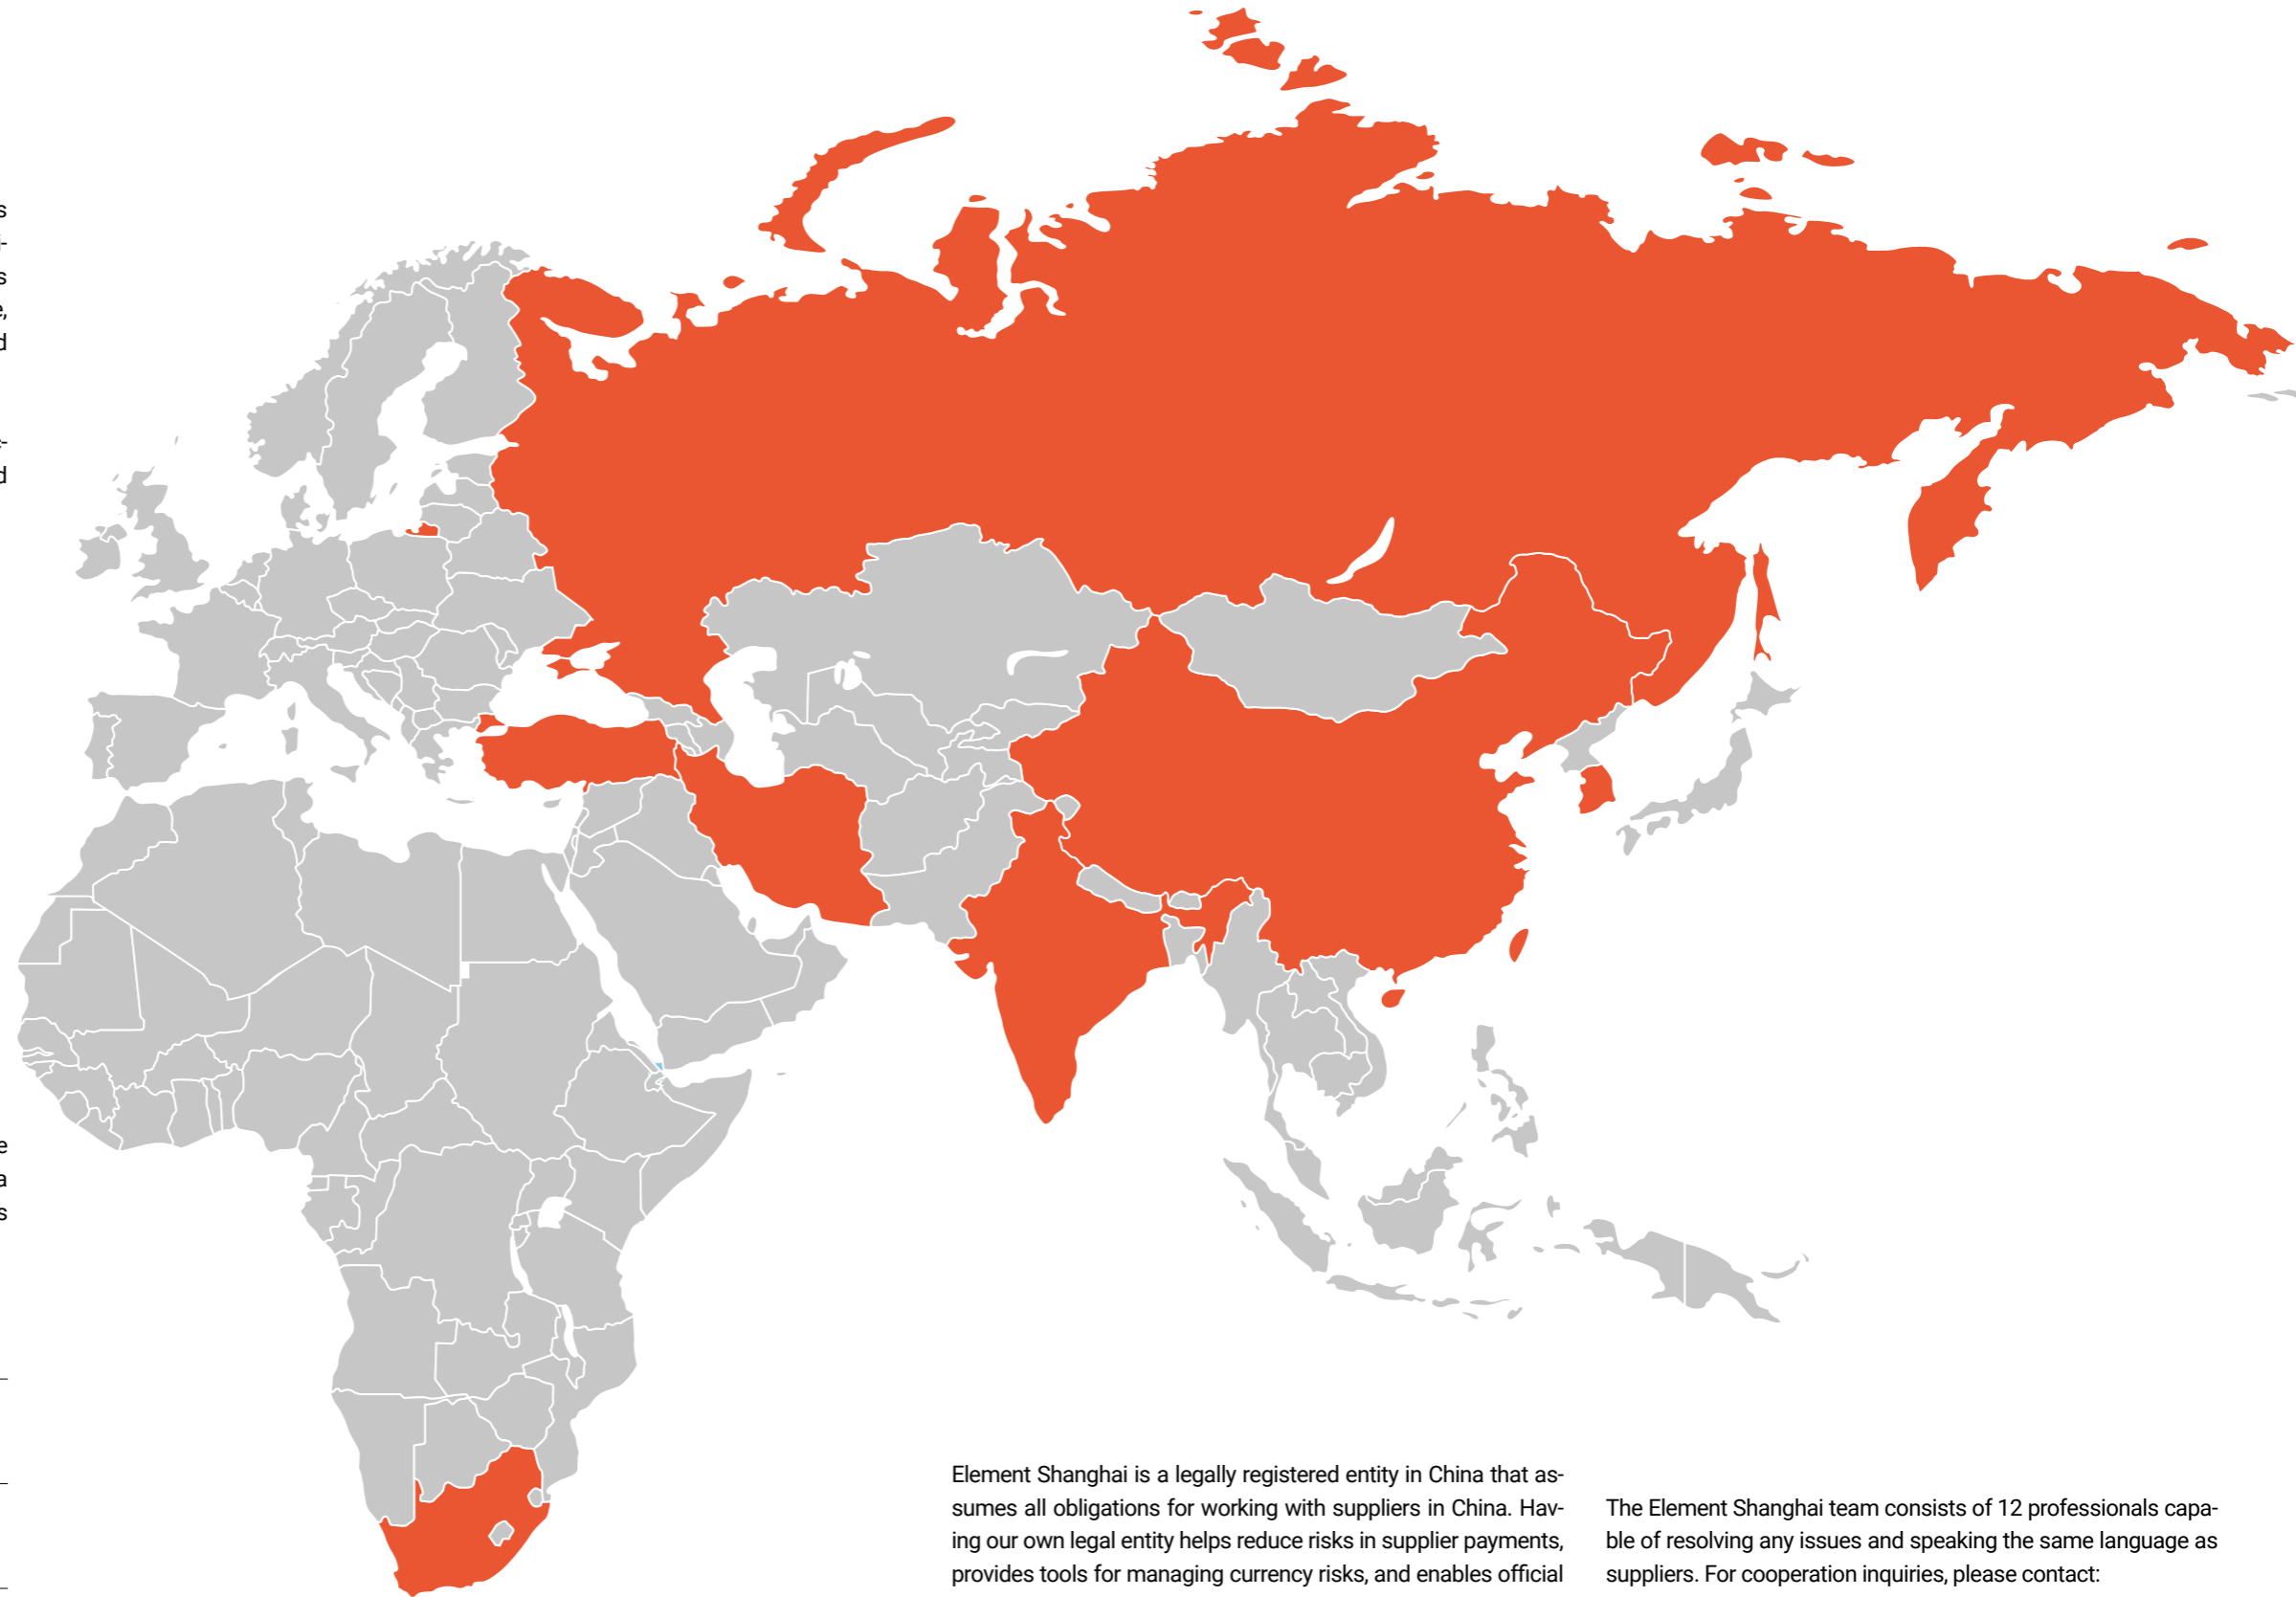 Element Shanghai is a legally registered entity in China that as-
sumes all obligations for working with suppliers in China. Hav-
ing our own legal entity helps reduce risks in supplier payments,
provides tools for managing currency risks, and enables official
The Element Shanghai team consists of 12 professionals capa-
ble of resolving any issues and speaking the same language as
suppliers. For cooperation inquiries, please contact: